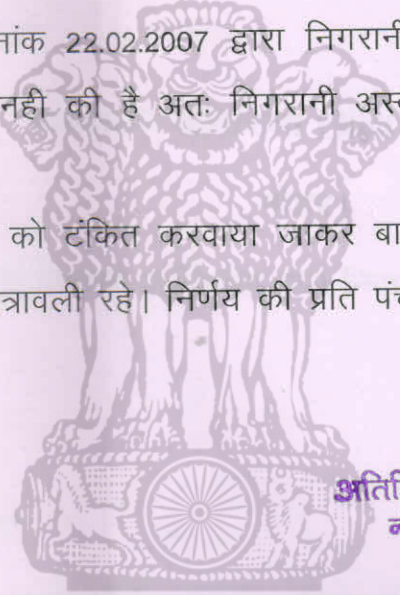 नांक 22.02.2007 द्वारा निगरानी
नही की है अतः निगरानी अस्
को टंकित करवाया जाकर बा
त्रावली रहे। निर्णय की प्रति पंच
अति